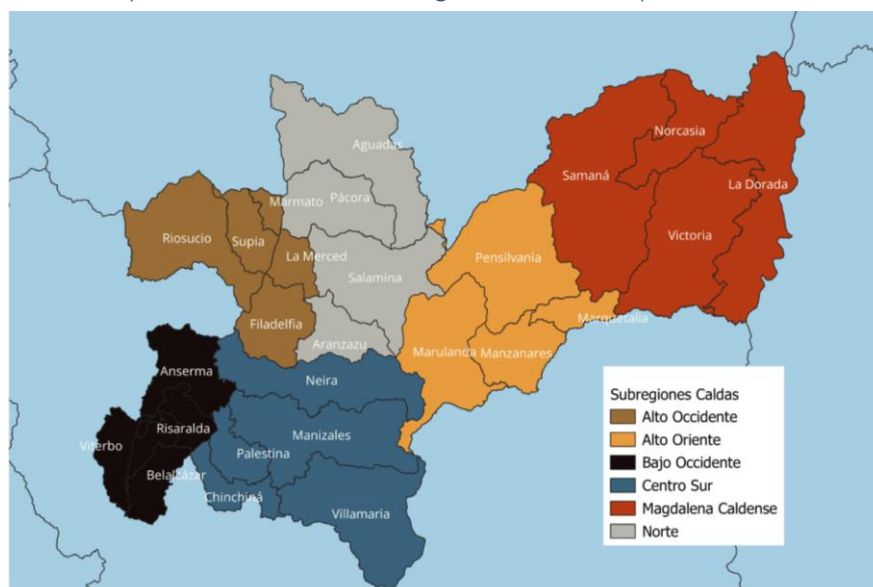 Aguadas
Norcasia
Samaná
La Dorada
Marmato
Pácora
Riosucio
Supia
Victoria
La Merced
Pensilvania
Salamina
Filadelfia
Marquetalia
Aranzazu
Marulanda
Manzanares
Anserma
Neira
Risaralda
Manizales
Viterbo
Palestina
Belalcázar
Chinchiná
Villamaria
Subregiones Caldas
Alto Occidente
Alto Oriente
Bajo Occidente
Centro Sur
Magdalena Caldense
Norte